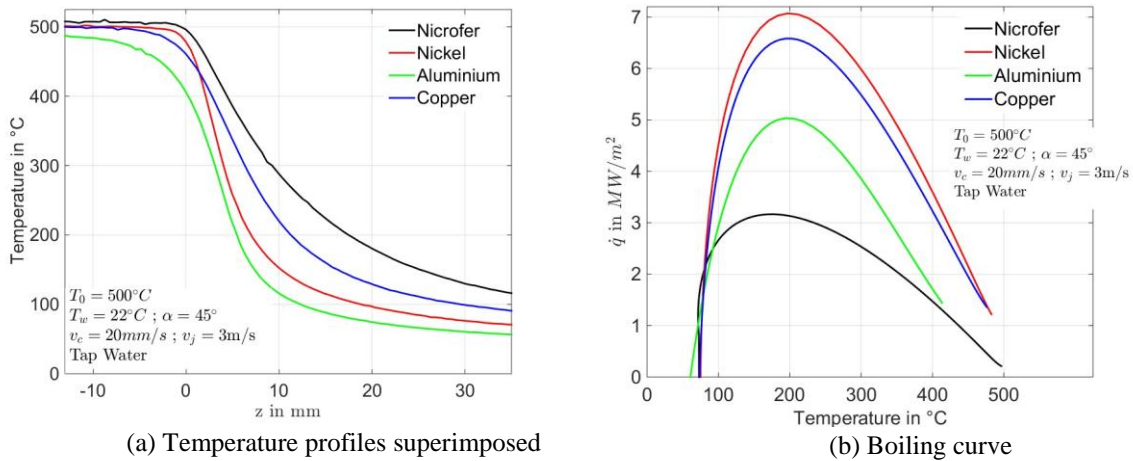 500
400
300
200
100
0
Temperature in °C
-10
0
10
20
30
z in mm
Nicrofer
Nickel
Aluminium
Copper
T₀ = 500°C
T_w = 22°C ; α = 45°
v_c = 20mm/s ; v_j = 3m/s
Tap Water
(a) Temperature profiles superimposed
7
6
5
4
3
2
1
0
q̇ in MW/m²
0
100
200
300
400
500
Temperature in °C
Nicrofer
Nickel
Aluminium
Copper
T₀ = 500°C
T_w = 22°C ; α = 45°
v_c = 20mm/s ; v_j = 3m/s
Tap Water
(b) Boiling curve